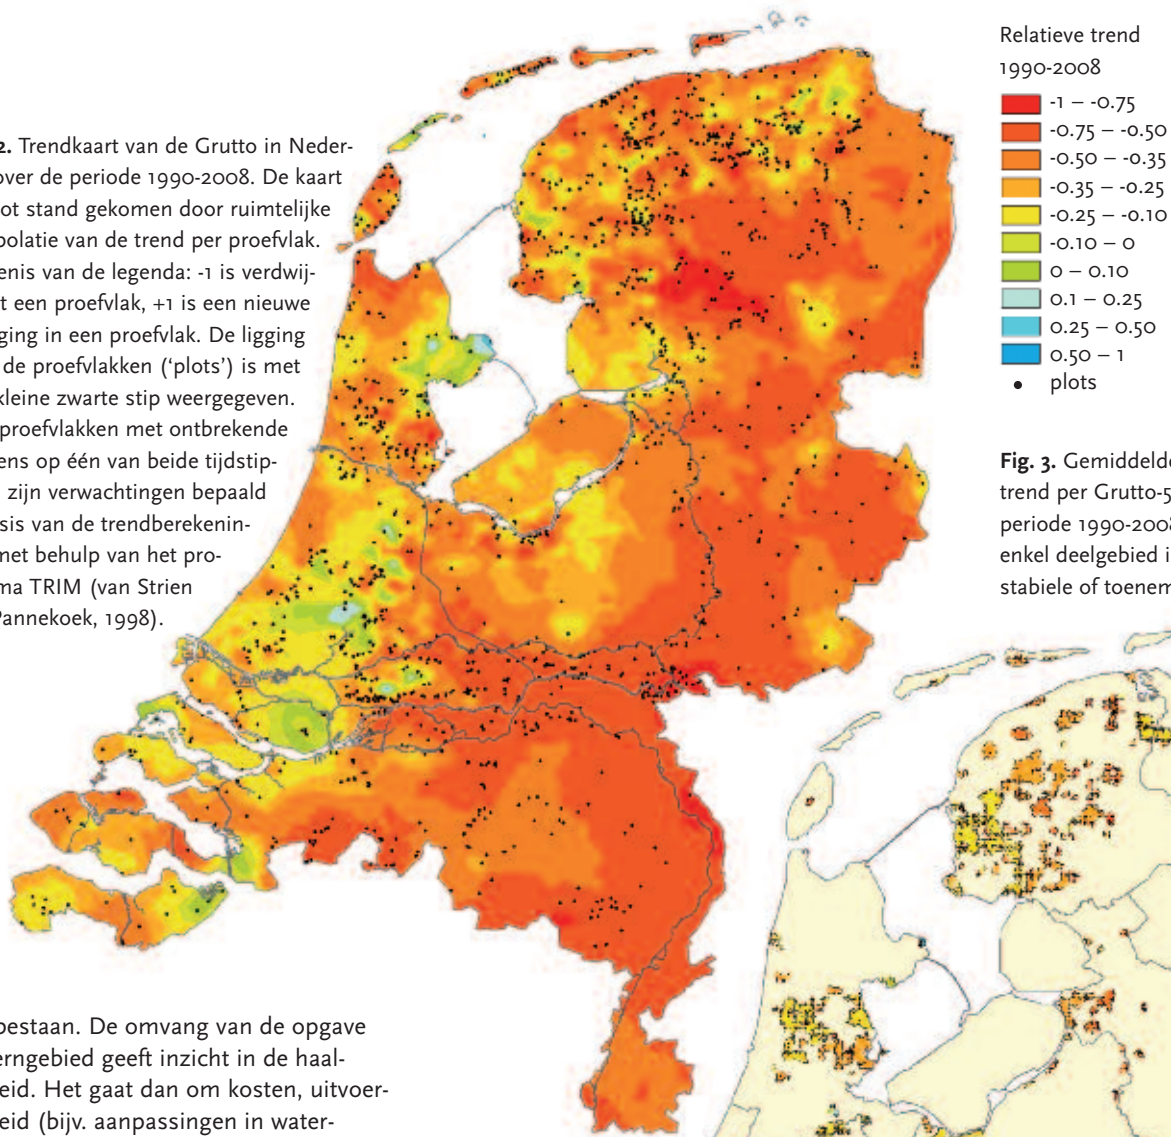 2. Trendkaart van de Grutto in Neder-
over de periode 1990-2008. De kaart
ot stand gekomen door ruimtelijke
polatie van de trend per proefvlak.
enis van de legenda: -1 is verdwij-
t een proefvlak, +1 is een nieuwe
ging in een proefvlak. De ligging
de proefvlakken (‘plots’) is met
kleine zwarte stip weergegeven.
proefvlakken met ontbrekende
ens op één van beide tijdstip-
zijn verwachtingen bepaald
sis van de trendberekenin-
met behulp van het pro-
ma TRIM (van Strien
Pannekoek, 1998).
Relatieve trend
1990-2008
-1 – -0.75
-0.75 – -0.50
-0.50 – -0.35
-0.35 – -0.25
-0.25 – -0.10
-0.10 – 0
0 – 0.10
0.1 – 0.25
0.25 – 0.50
0.50 – 1
plots
Fig. 3. Gemiddelde
trend per Grutto-5
periode 1990-2008
enkel deelgebied i
stabiele of toenem
bestaan. De omvang van de opgave
erngebied geeft inzicht in de haal-
eid. Het gaat dan om kosten, uitvoer-
eid (bijv. aanpassingen in water-